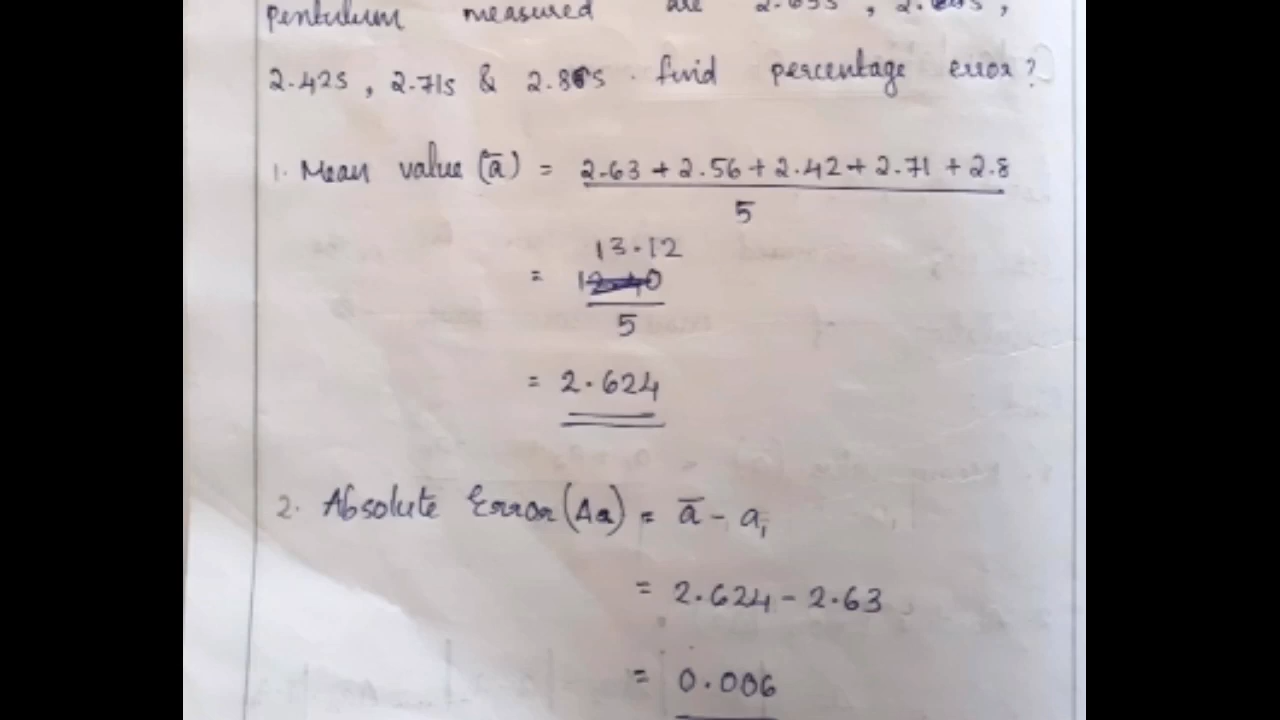 pendulum measured are 2.63s ,
2.42s , 2.71s & 2.80s . find percentage error ?
1. Mean value (a̅) = 2.63 + 2.56 + 2.42 + 2.71 + 2.8
5
13.12
=
5
= 2.624
2. Absolute Error (Δa) = a̅ - a₁
= 2.624 - 2.63
= 0.006